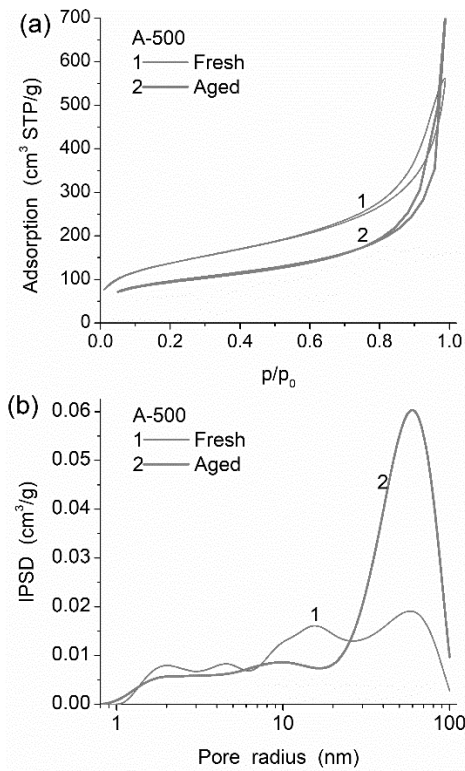 (a)
A-500
1 Fresh
2 Aged
1
2
Adsorption (cm³ STP/g)
700
600
500
400
300
200
100
0
0.0 0.2 0.4 0.6 0.8 1.0
p/p₀
(b)
A-500
1 Fresh
2 Aged
1
2
IPSD (cm³/g)
0.06
0.05
0.04
0.03
0.02
0.01
0.00
1 10 100
Pore radius (nm)